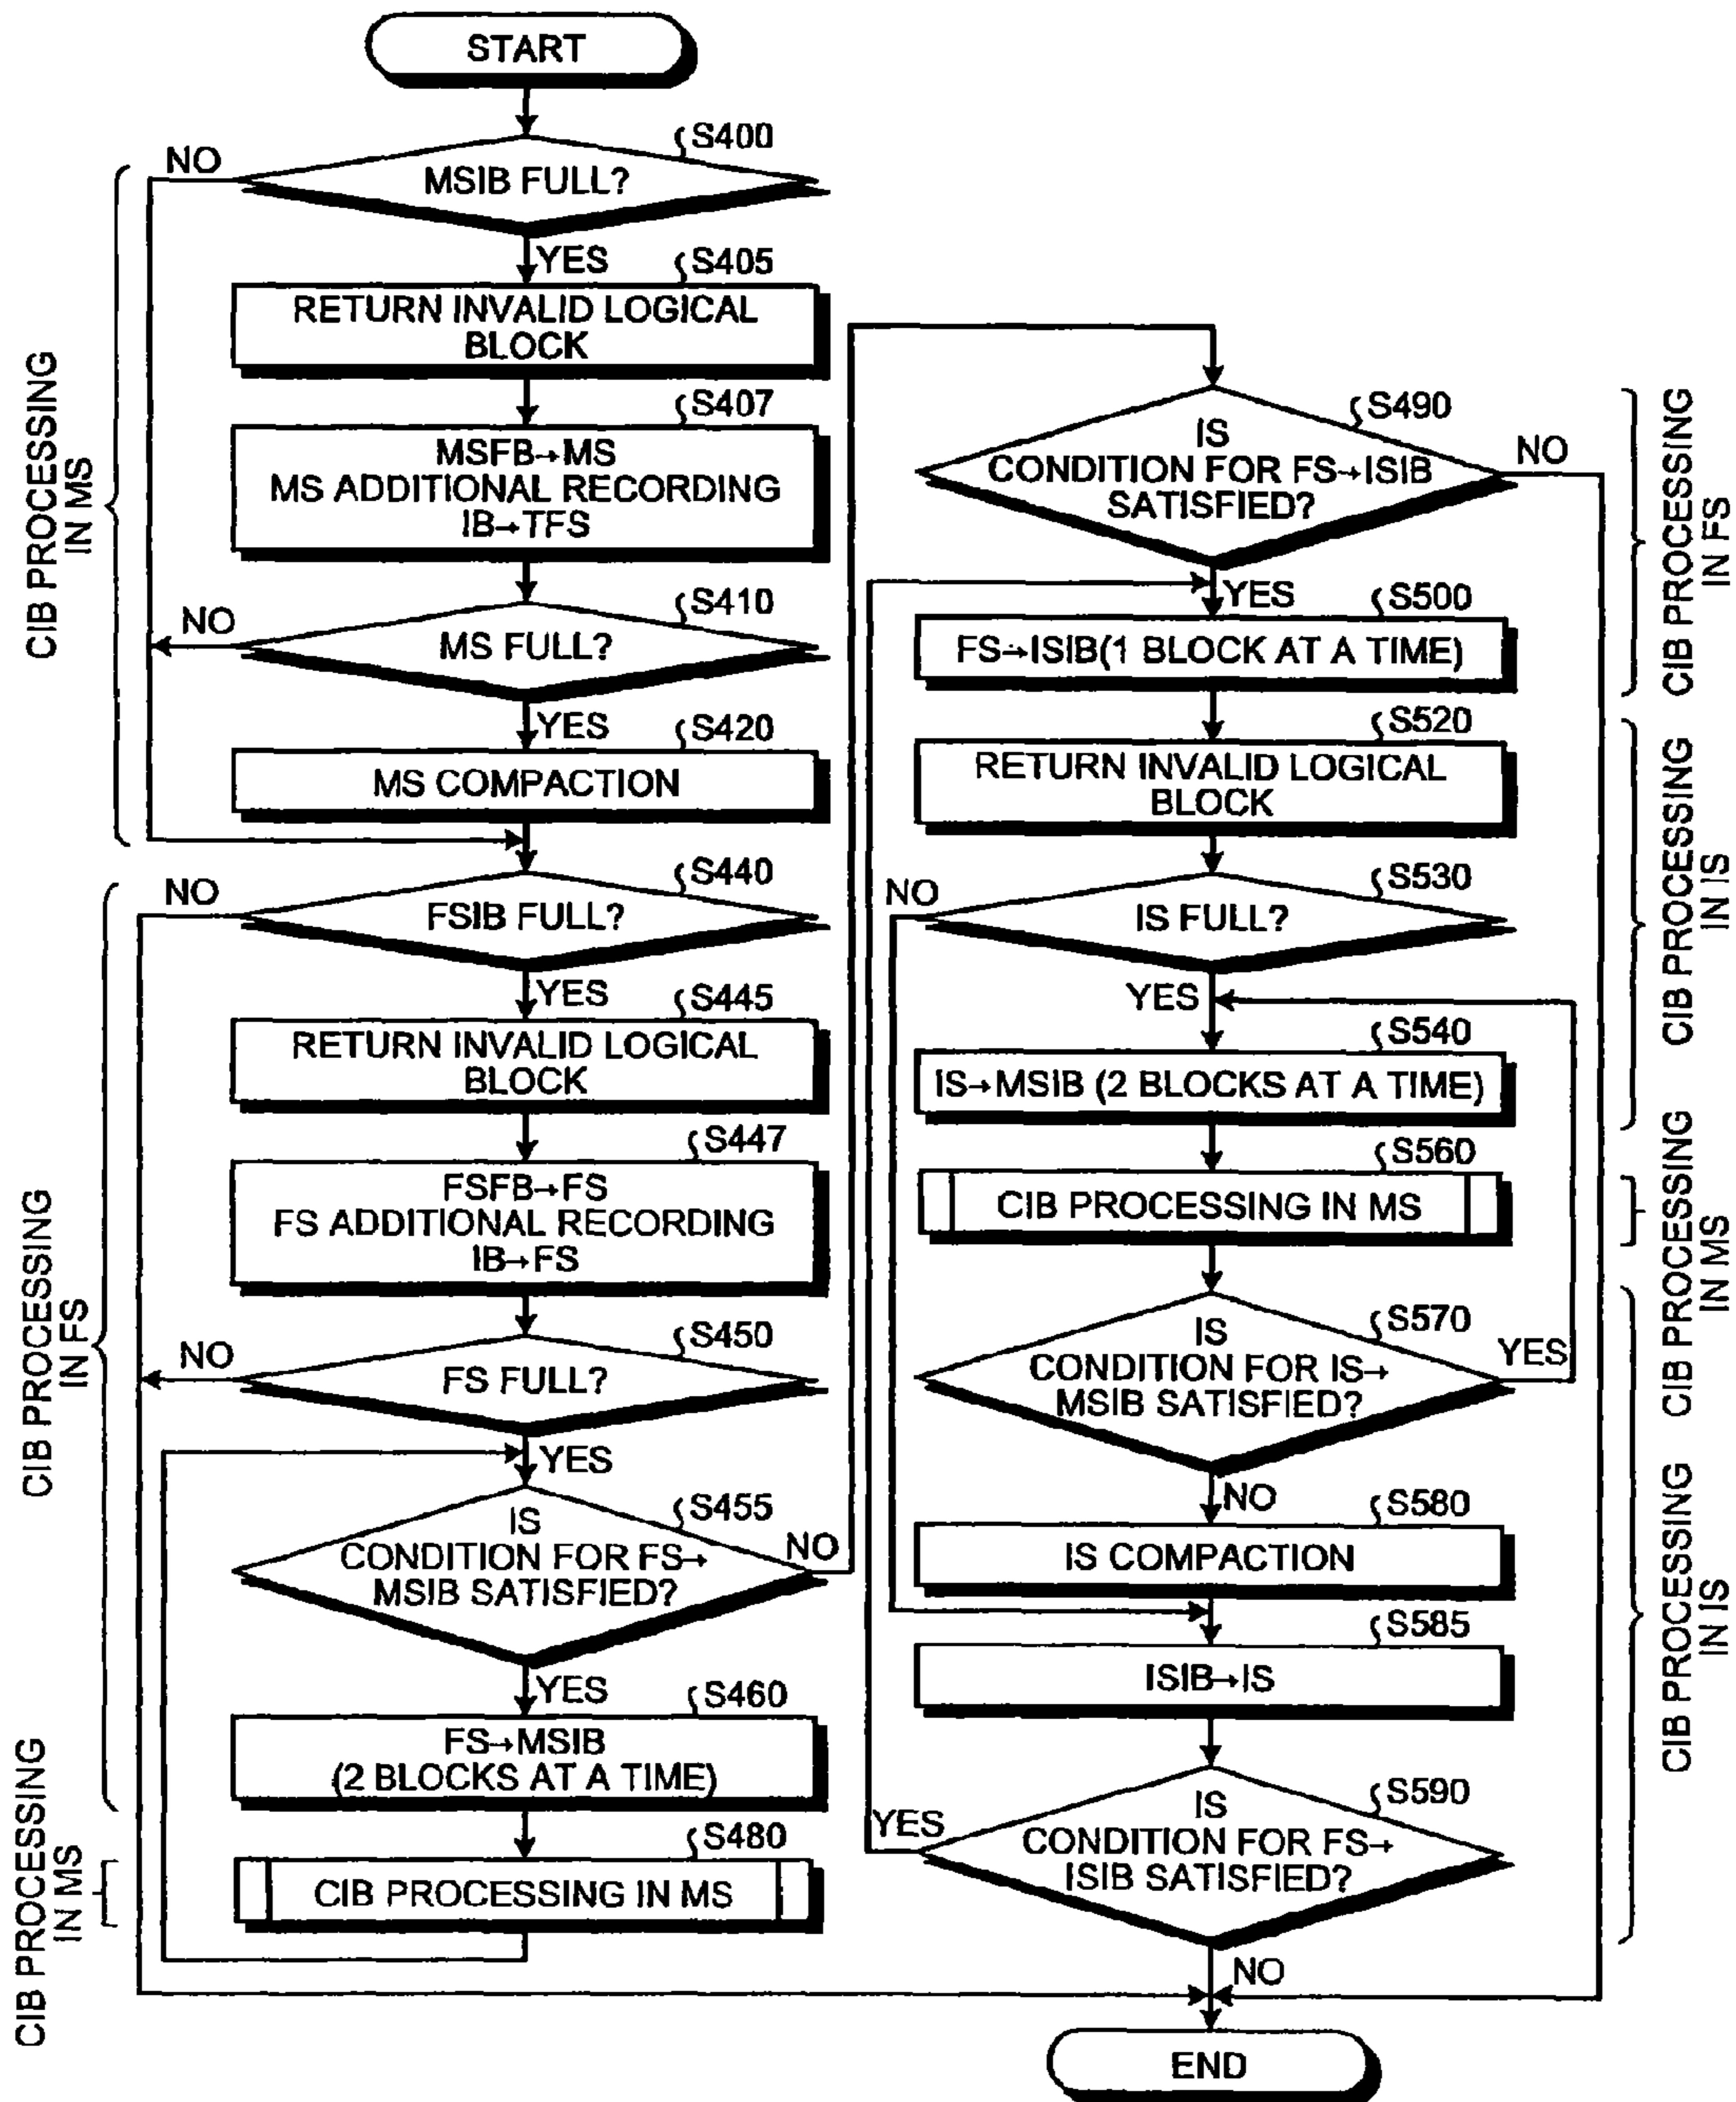 START
S400
NO
MSIB FULL?
YES
S405
RETURN INVALID LOGICAL
BLOCK
S407
MSFB→MS
MS ADDITIONAL RECORDING
IB→TFS
S410
NO
MS FULL?
YES
S420
MS COMPACTION
CIB PROCESSING
IN MS
S440
NO
FSIB FULL?
YES
S445
RETURN INVALID LOGICAL
BLOCK
S447
FSFB→FS
FS ADDITIONAL RECORDING
IB→FS
S450
NO
FS FULL?
YES
S455
IS
CONDITION FOR FS→
MSIB SATISFIED?
NO
YES
S460
FS→MSIB
(2 BLOCKS AT A TIME)
CIB PROCESSING
IN FS
S480
CIB PROCESSING IN MS
CIB PROCESSING
IN MS
S490
IS
CONDITION FOR FS→ISIB
SATISFIED?
NO
YES
S500
FS→ISIB(1 BLOCK AT A TIME)
CIB PROCESSING
IN FS
S520
RETURN INVALID LOGICAL
BLOCK
S530
NO
IS FULL?
YES
S540
IS→MSIB (2 BLOCKS AT A TIME)
CIB PROCESSING
IN IS
S560
CIB PROCESSING IN MS
CIB PROCESSING
IN MS
S570
IS
CONDITION FOR IS→
MSIB SATISFIED?
YES
NO
S580
IS COMPACTION
S585
ISIB→IS
S590
IS
CONDITION FOR FS→
ISIB SATISFIED?
YES
NO
CIB PROCESSING
IN IS
END